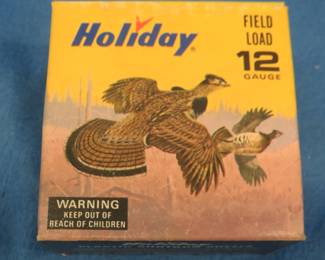 Holiday
FIELD
LOAD
12
GAUGE
WARNING
KEEP OUT OF
REACH OF CHILDREN